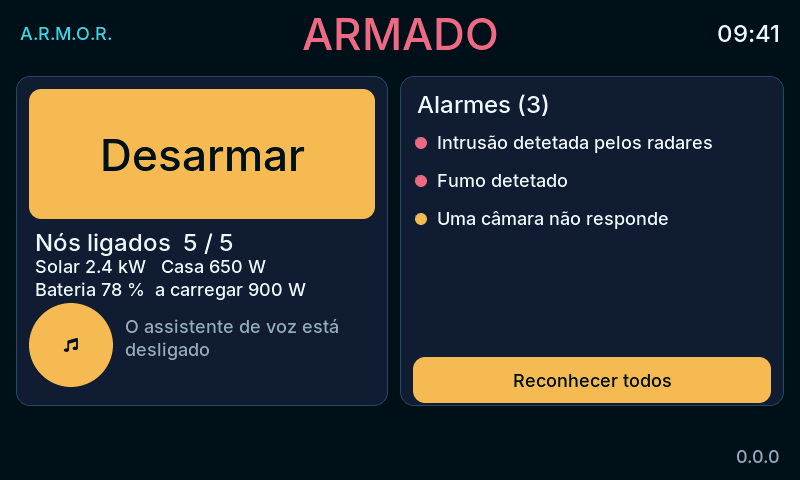 A.R.M.O.R.
ARMADO
09:41
Desarmar
Nós ligados  5 / 5
Solar 2.4 kW   Casa 650 W
Bateria 78 %  a carregar 900 W
O assistente de voz está
desligado
Alarmes (3)
Intrusão detetada pelos radares
Fumo detetado
Uma câmara não responde
Reconhecer todos
0.0.0